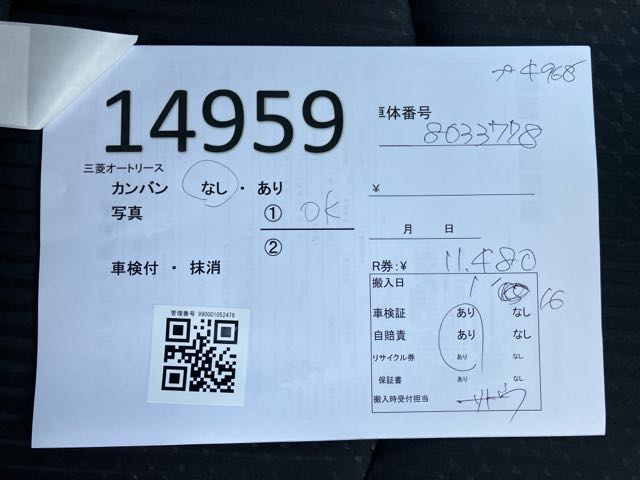 ナ4968
14959
車体番号
8033778
三菱オートリース
カンバン なし ・ あり
¥
写真 ① OK
②
月 日
車検付 ・ 抹消
R券:¥ 11,480
搬入日 1/ 16
車検証 あり なし
自賠責 あり なし
リサイクル券 あり なし
保証書 あり なし
搬入時受付担当
管理番号 990001052478